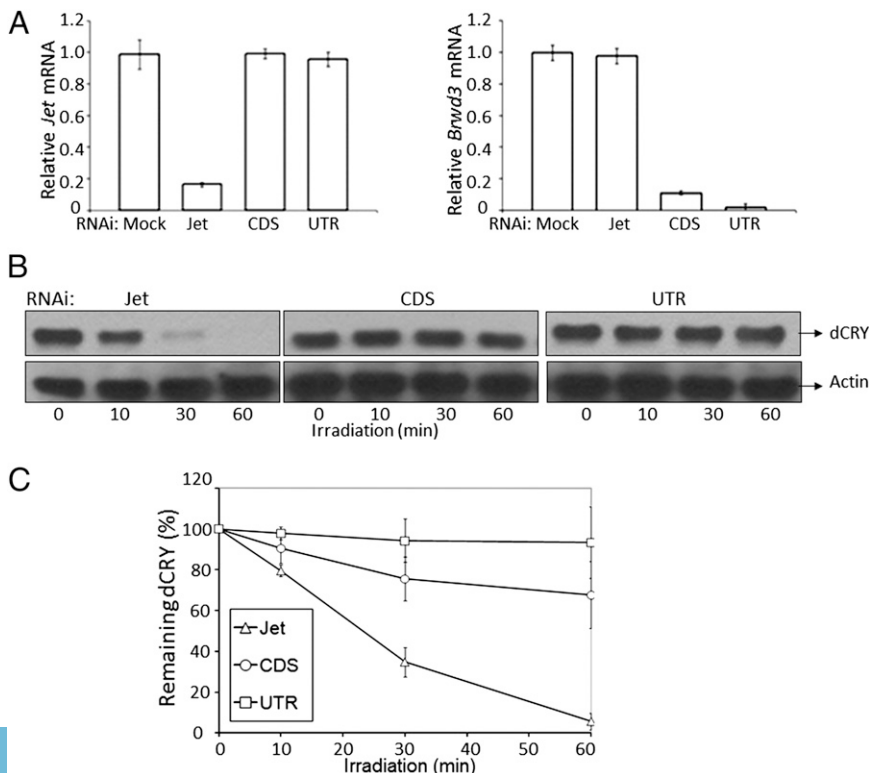 A
Relative Jet mRNA
1.2
1.0
0.8
0.6
0.4
0.2
0
RNAi: Mock Jet CDS UTR
Relative Brwd3 mRNA
1.2
1.0
0.8
0.6
0.4
0.2
0
RNAi: Mock Jet CDS UTR
B
RNAi: Jet CDS UTR
dCRY
Actin
0 10 30 60 0 10 30 60 0 10 30 60
Irradiation (min)
C
Remaining dCRY (%)
120
100
80
60
40
20
0
Jet
CDS
UTR
0 10 20 30 40 50 60
Irradiation (min)